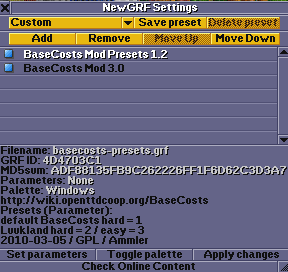 NewGRF Settings
Custom Save preset Delete preset
Add Remove Move Up Move Down
BaseCosts Mod Presets 1.2
BaseCosts Mod 3.0
Filename: basecosts-presets.grf
GRF ID: 4D4703C1
MD5sum: ADF88135FB9C262226FF1F6D62C3D3A7
Parameters: None
Palette: Windows
http://wiki.openttdcoop.org/BaseCosts
Presets (Parameter):
default BaseCosts hard = 1
Luukland hard = 2 / easy = 3
2010-03-05 / GPL / Ammler
Set parameters Toggle palette Apply changes
Check Online Content